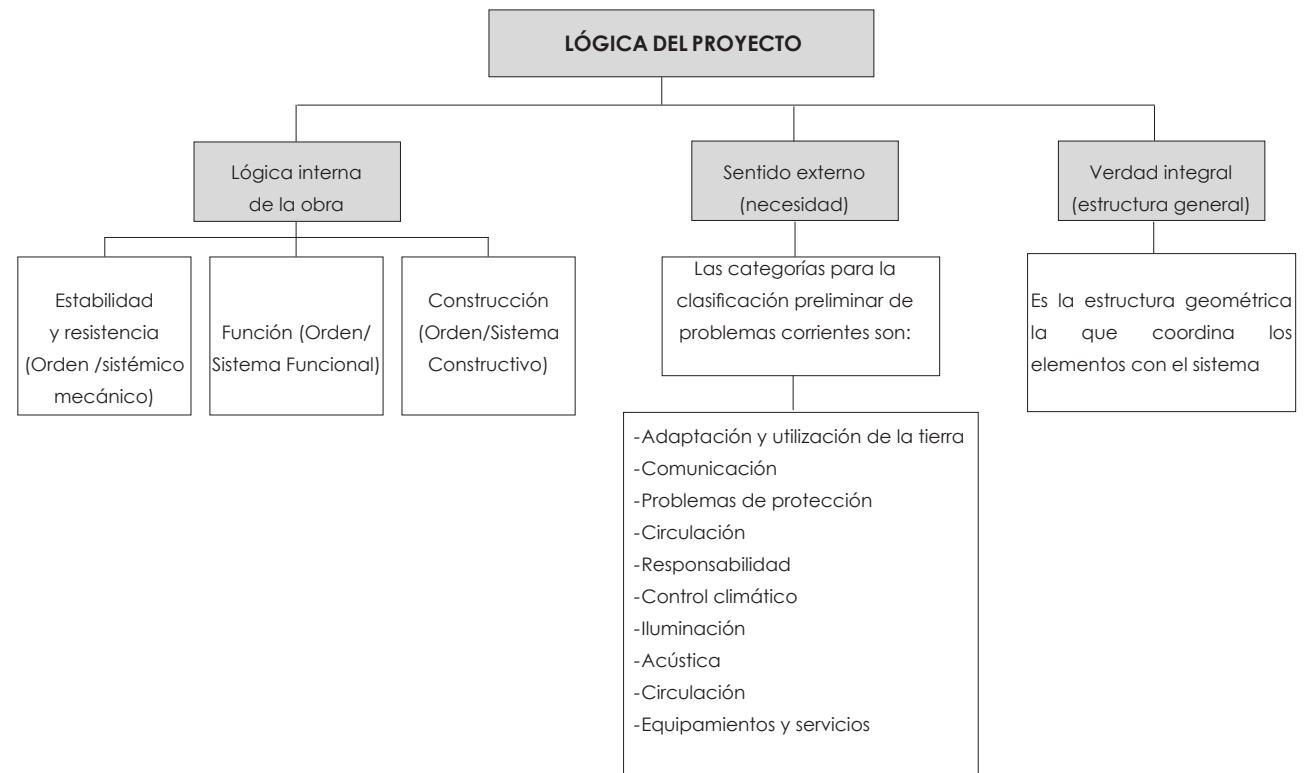 LÓGICA DEL PROYECTO
Lógica interna
de la obra
Sentido externo
(necesidad)
Verdad integral
(estructura general)
Estabilidad
y resistencia
(Orden /sistémico
mecánico)
Función (Orden/
Sistema Funcional)
Construcción
(Orden/Sistema
Constructivo)
Las categorías para la
clasificación preliminar de
problemas corrientes son:
Es la estructura geométrica
la que coordina los
elementos con el sistema
-Adaptación y utilización de la tierra
-Comunicación
-Problemas de protección
-Circulación
-Responsabilidad
-Control climático
-Iluminación
-Acústica
-Circulación
-Equipamientos y servicios